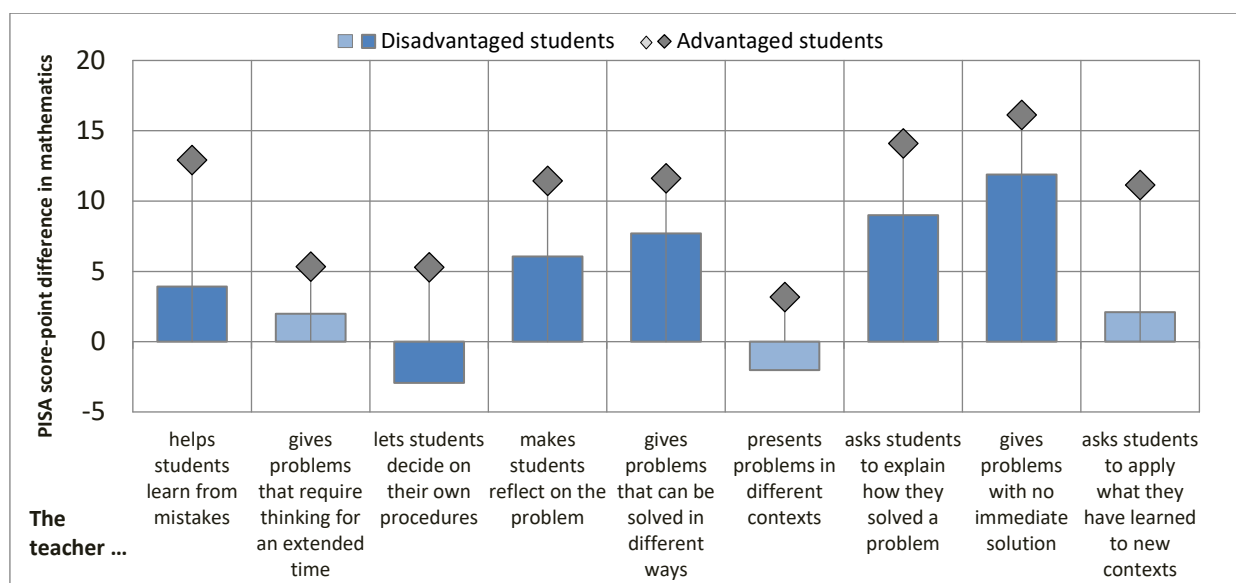 Disadvantaged students Advantaged students
PISA score-point difference in mathematics
20
15
10
5
0
-5
helps
students
learn from
mistakes
gives
problems
that require
thinking for
an extended
time
lets students
decide on
their own
procedures
makes
students
reflect on the
problem
gives
problems
that can be
solved in
different
ways
presents
problems in
different
contexts
asks students
to explain
how they
solved a
problem
gives
problems
with no
immediate
solution
asks students
to apply
what they
have learned
to new
contexts
The
teacher ...